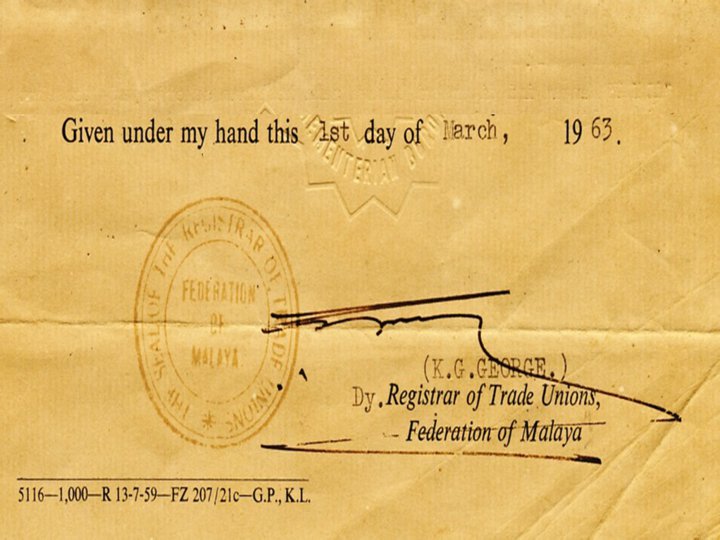 Given under my hand this 1st day of March, 1963.
THE SEAL OF THE REGISTRAR OF TRADE UNIONS
FEDERATION
OF
MALAYA
(K.G.GEORGE.)
Dy. Registrar of Trade Unions,
Federation of Malaya
5116—1,000—R 13-7-59—FZ 207/21c—G.P., K.L.